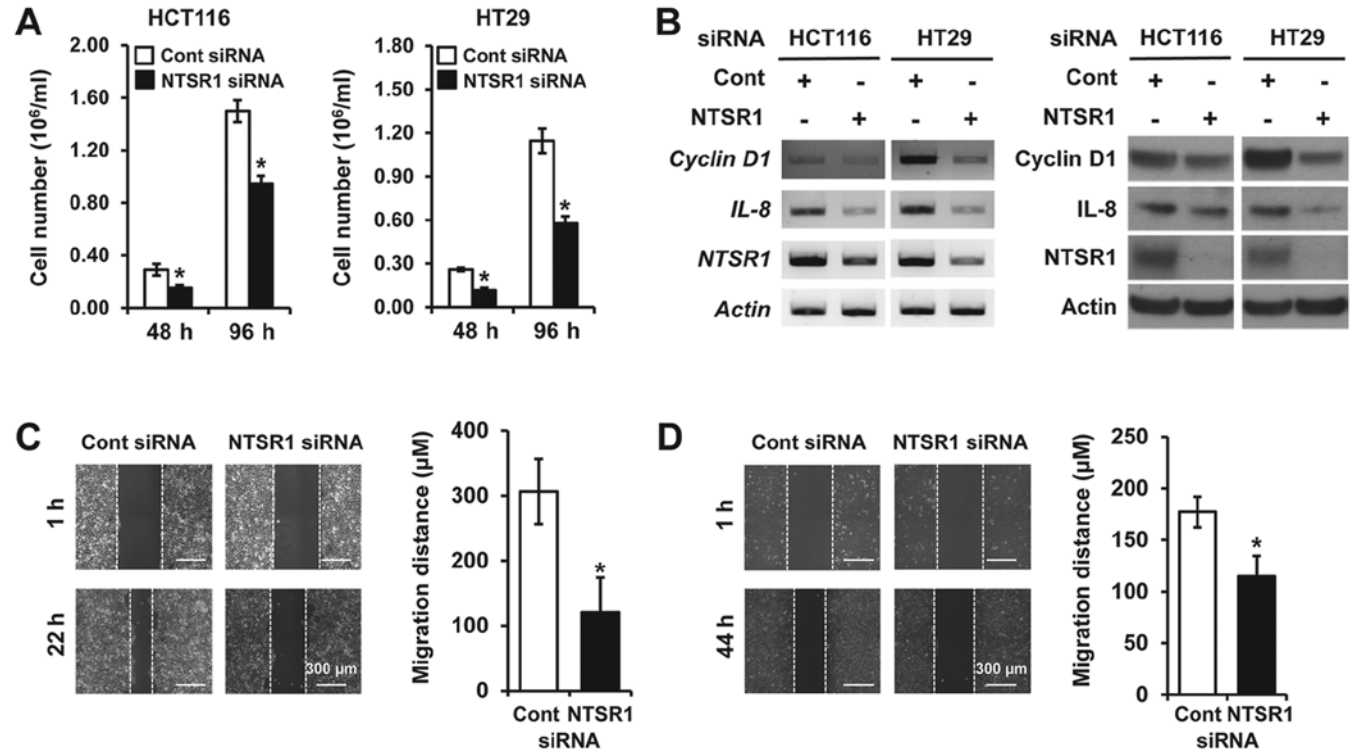 A
HCT116
Cell number (10⁶/ml)
2.00
1.60
1.20
0.80
0.40
0.00
Cont siRNA
NTSR1 siRNA
*
*
48 h 96 h
HT29
Cell number (10⁶/ml)
1.80
1.50
1.20
0.90
0.60
0.30
0.00
Cont siRNA
NTSR1 siRNA
*
*
48 h 96 h
B
siRNA HCT116 HT29
Cont + - + -
NTSR1 - + - +
Cyclin D1
IL-8
NTSR1
Actin
siRNA HCT116 HT29
Cont + - + -
NTSR1 - + - +
Cyclin D1
IL-8
NTSR1
Actin
C
Cont siRNA NTSR1 siRNA
1 h
22 h
300 µm
Migration distance (µM)
400
300
200
100
0
*
Cont NTSR1
siRNA
D
Cont siRNA NTSR1 siRNA
1 h
44 h
300 µm
Migration distance (µM)
250
200
150
100
50
0
*
Cont NTSR1
siRNA